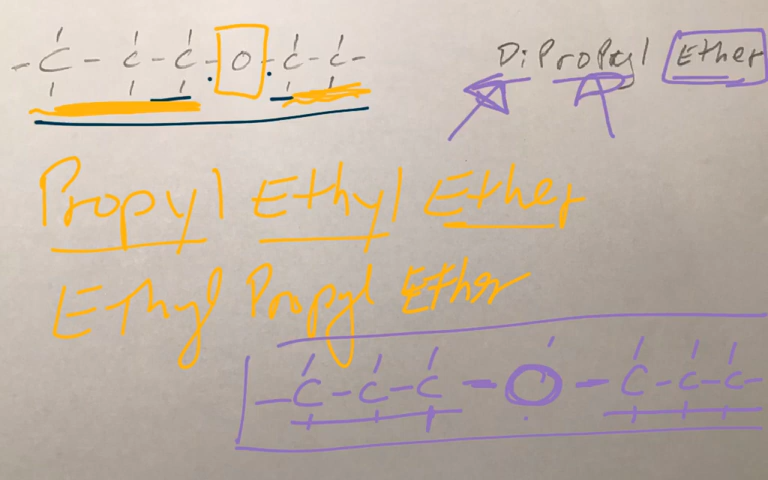 - C - C - C - O - C - C -
DiPropyl Ether
Propyl Ethyl Ether
Ethyl Propyl Ether
- C - C - C - O - C - C - C -